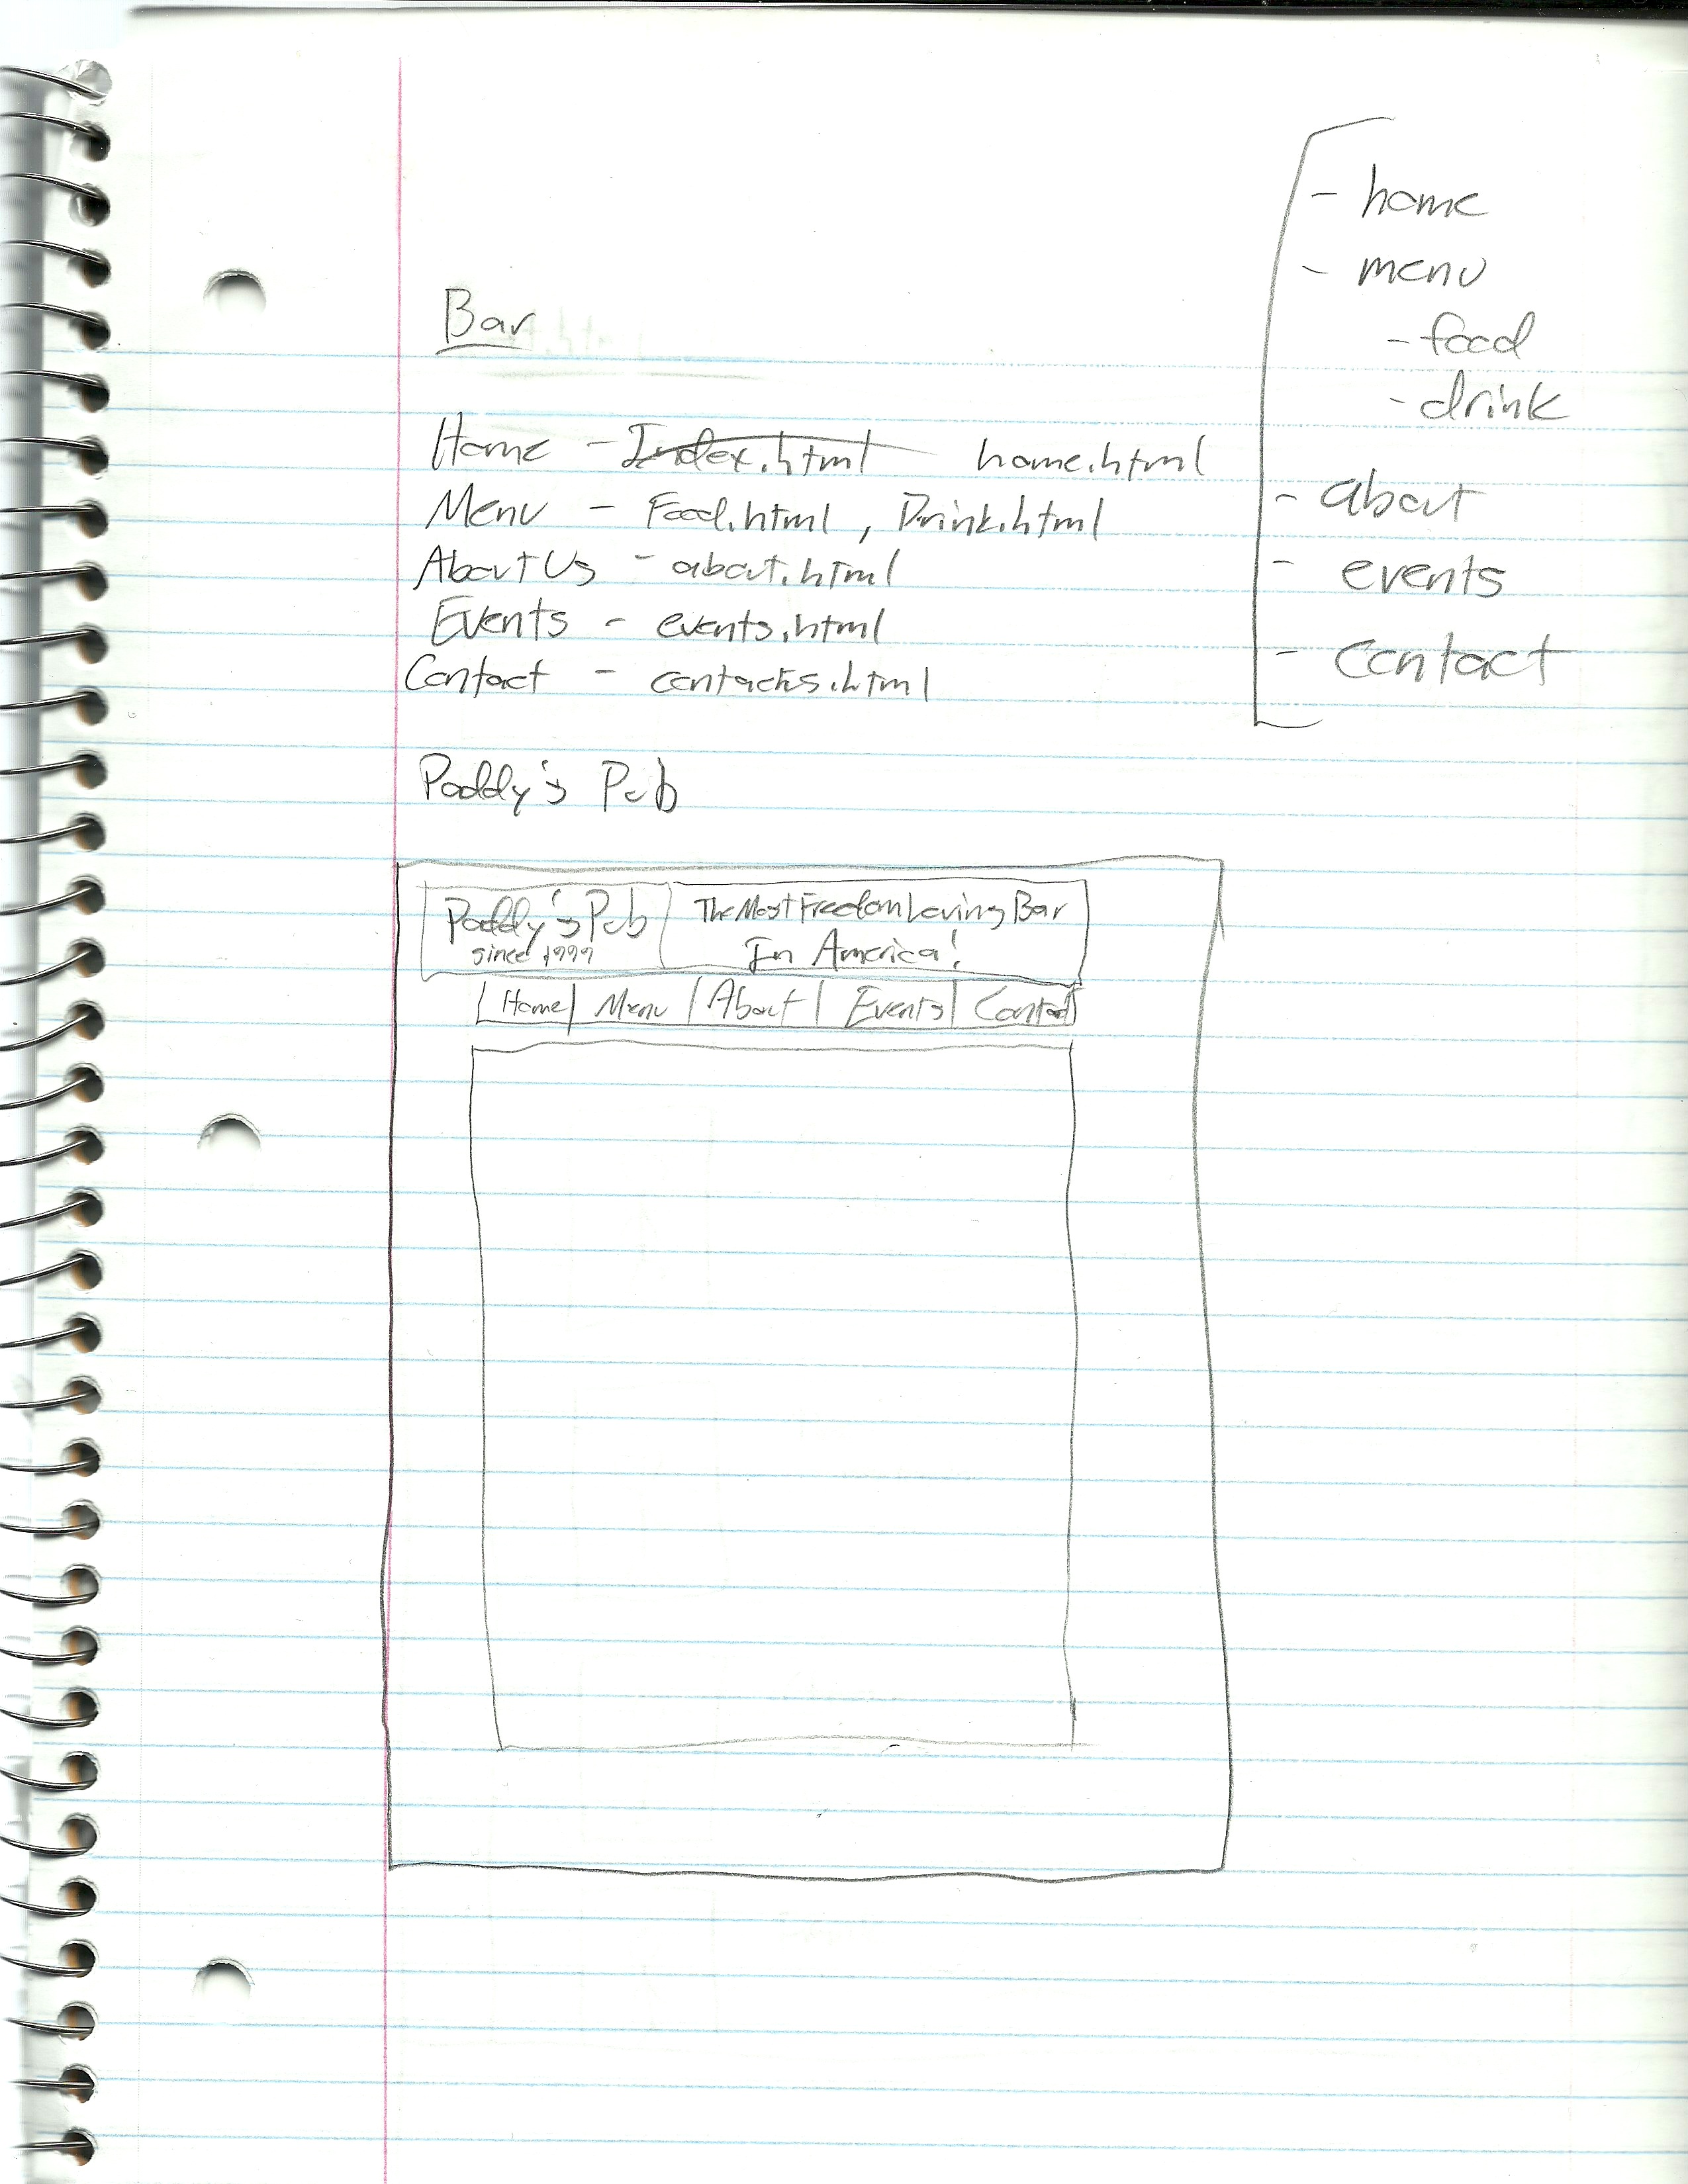 Bar
Home - Index.html home.html
Menu - Food.html, Drink.html
About Us - about.html
Events - events.html
Contact - contacts.html
- home
- menu
- food
- drink
- about
- events
- contact
Paddy's Pub
Paddy's Pub
since 1999
The Most Freedom Loving Bar
In America!
Home | Menu | About | Events | Contact